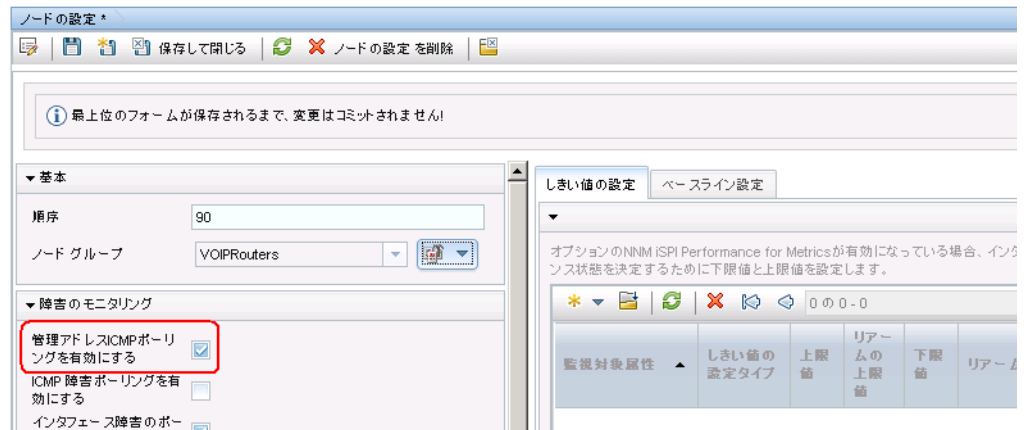 ノードの設定 *
保存して閉じる
ノードの設定 を削除
最上位のフォームが保存されるまで、変更はコミットされません!
▼基本
順序
90
ノード グループ
VOIPRouters
▼障害のモニタリング
管理アドレスICMPポーリ
ングを有効にする
ICMP 障害ポーリングを有
効にする
インタフェース障害のポー
しきい値の設定
ベースライン設定
オプションのNNM iSPI Performance for Metricsが有効になっている場合、インタ
ンス状態を決定するために下限値と上限値を設定します。
0 の 0 - 0
監視対象属性
しきい値の
設定タイプ
上限
値
リアー
ムの
上限
値
下限
値
リアーム